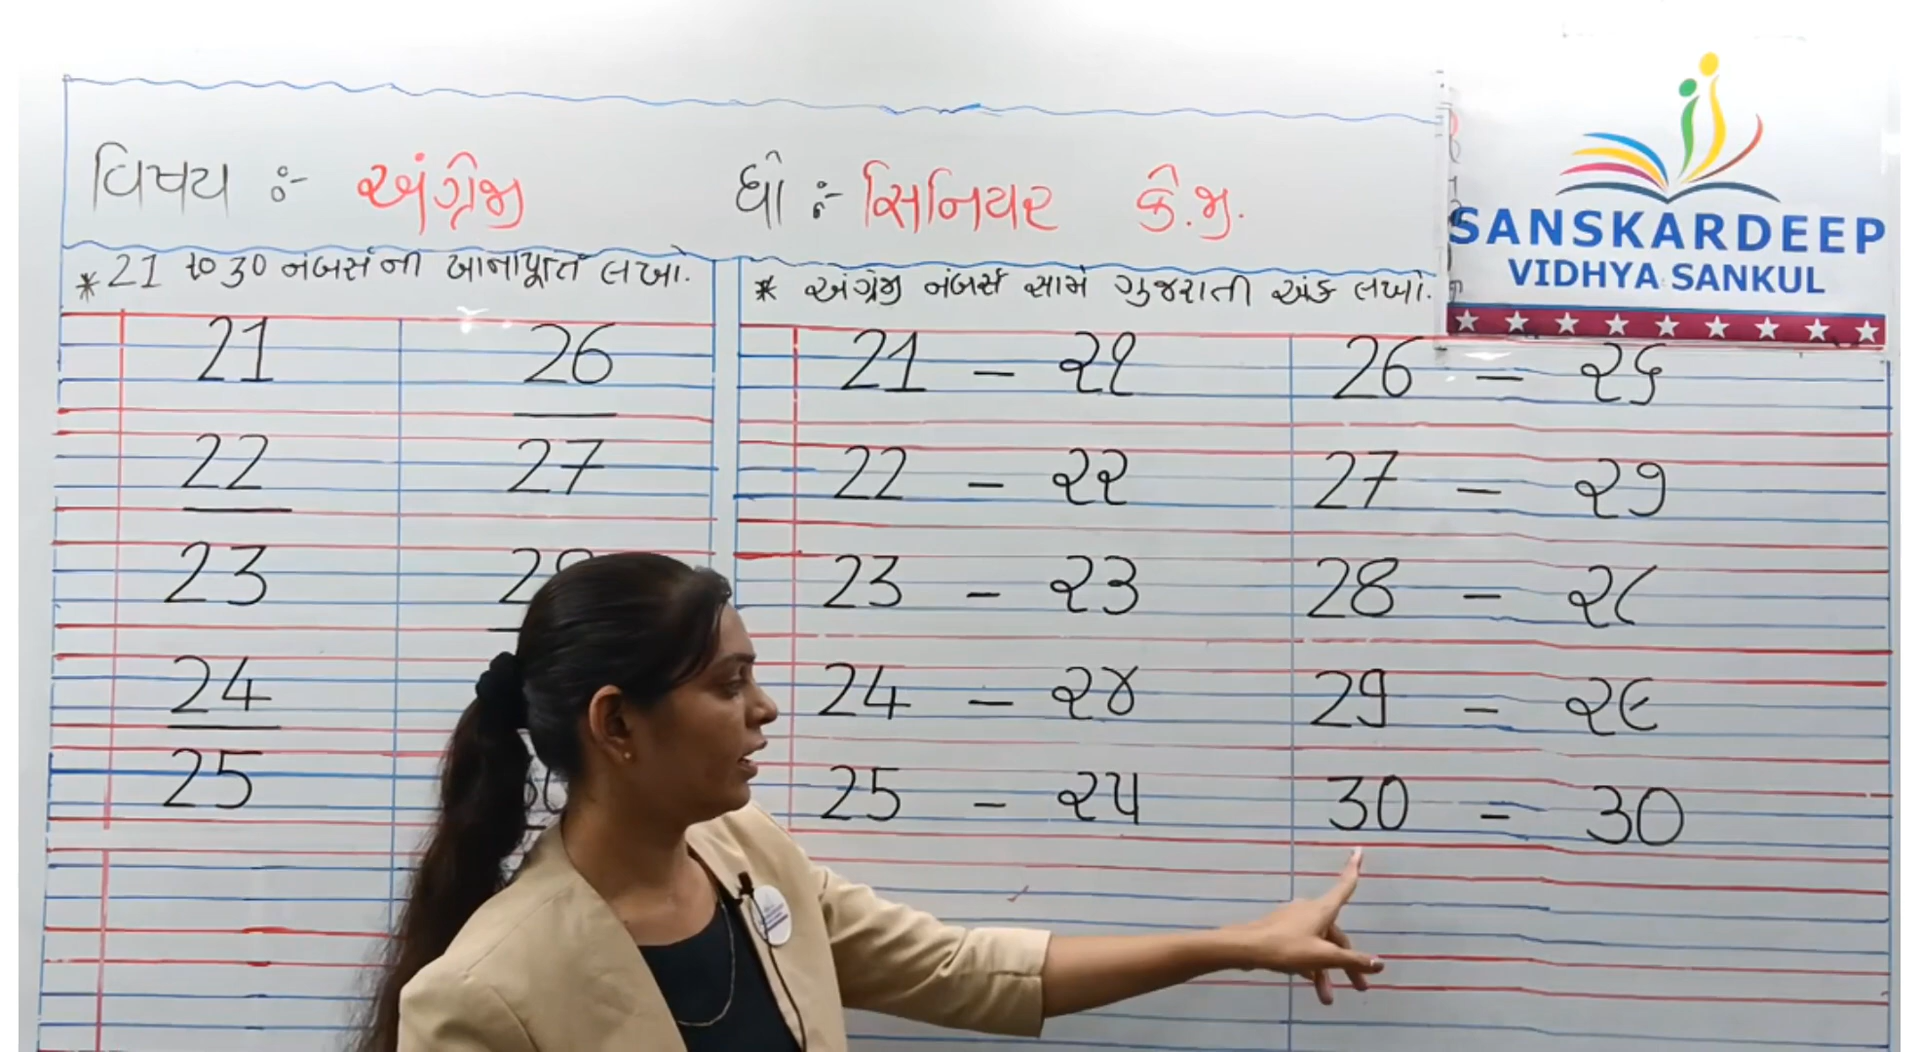 વિષય :- અંગ્રેજી
ધો :- સિનિયર કે.જી.
SANSKARDEEP
VIDHYA SANKUL
* 21 to 30 નંબર્સની ખાનાપૂર્તિ લખો.
21 26
22 27
23
24
25
* અંગ્રેજી નંબર્સ સામે ગુજરાતી અંક લખો.
21 - ૨૧ 26 - ૨૬
22 - ૨૨ 27 - ૨૭
23 - ૨૩ 28 - ૨૮
24 - ૨૪ 29 - ૨૯
25 - ૨૫ 30 - ૩૦